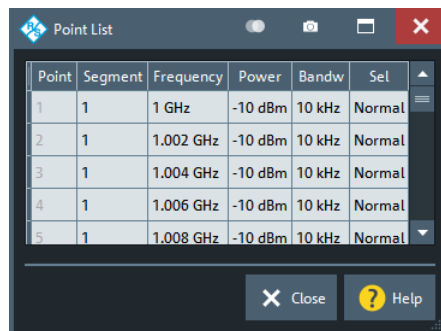 Point List
Point Segment Frequency Power Bandw Sel
1 1 1 GHz -10 dBm 10 kHz Normal
2 1 1.002 GHz -10 dBm 10 kHz Normal
3 1 1.004 GHz -10 dBm 10 kHz Normal
4 1 1.006 GHz -10 dBm 10 kHz Normal
5 1 1.008 GHz -10 dBm 10 kHz Normal
Close ? Help